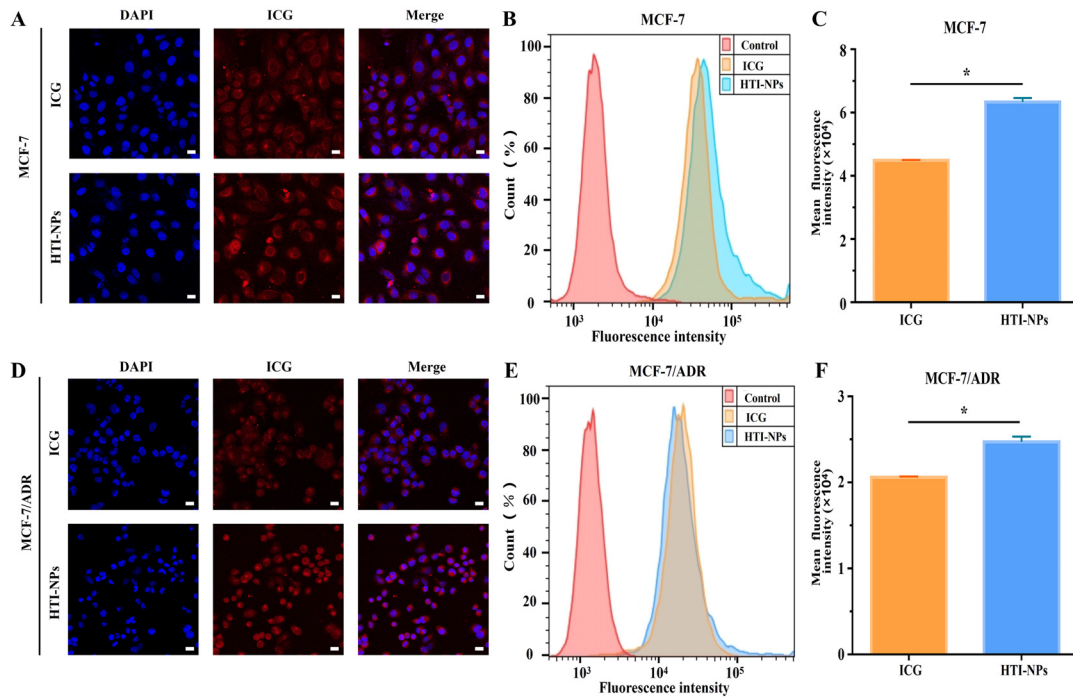 A
DAPI
ICG
Merge
MCF-7
ICG
HTI-NPs
B
MCF-7
Count (%)
100
80
60
40
20
0
10³
10⁴
10⁵
Fluorescence intensity
Control
ICG
HTI-NPs
C
MCF-7
Mean fluorescence
intensity (×10⁴)
8
6
4
2
0
*
ICG
HTI-NPs
D
DAPI
ICG
Merge
MCF-7/ADR
ICG
HTI-NPs
E
MCF-7/ADR
Count (%)
100
80
60
40
20
0
10³
10⁴
10⁵
Fluorescence intensity
Control
ICG
HTI-NPs
F
MCF-7/ADR
Mean fluorescence
intensity (×10⁴)
3
2
1
0
*
ICG
HTI-NPs